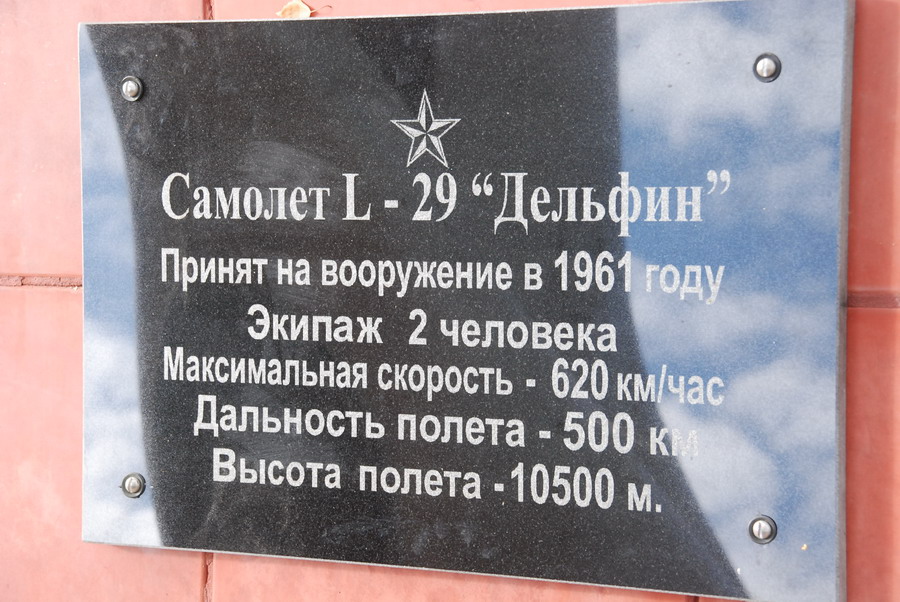 Самолет L - 29 “Дельфин”
Принят на вооружение в 1961 году
Экипаж 2 человека
Максимальная скорость - 620 км/час
Дальность полета - 500 км
Высота полета - 10500 м.